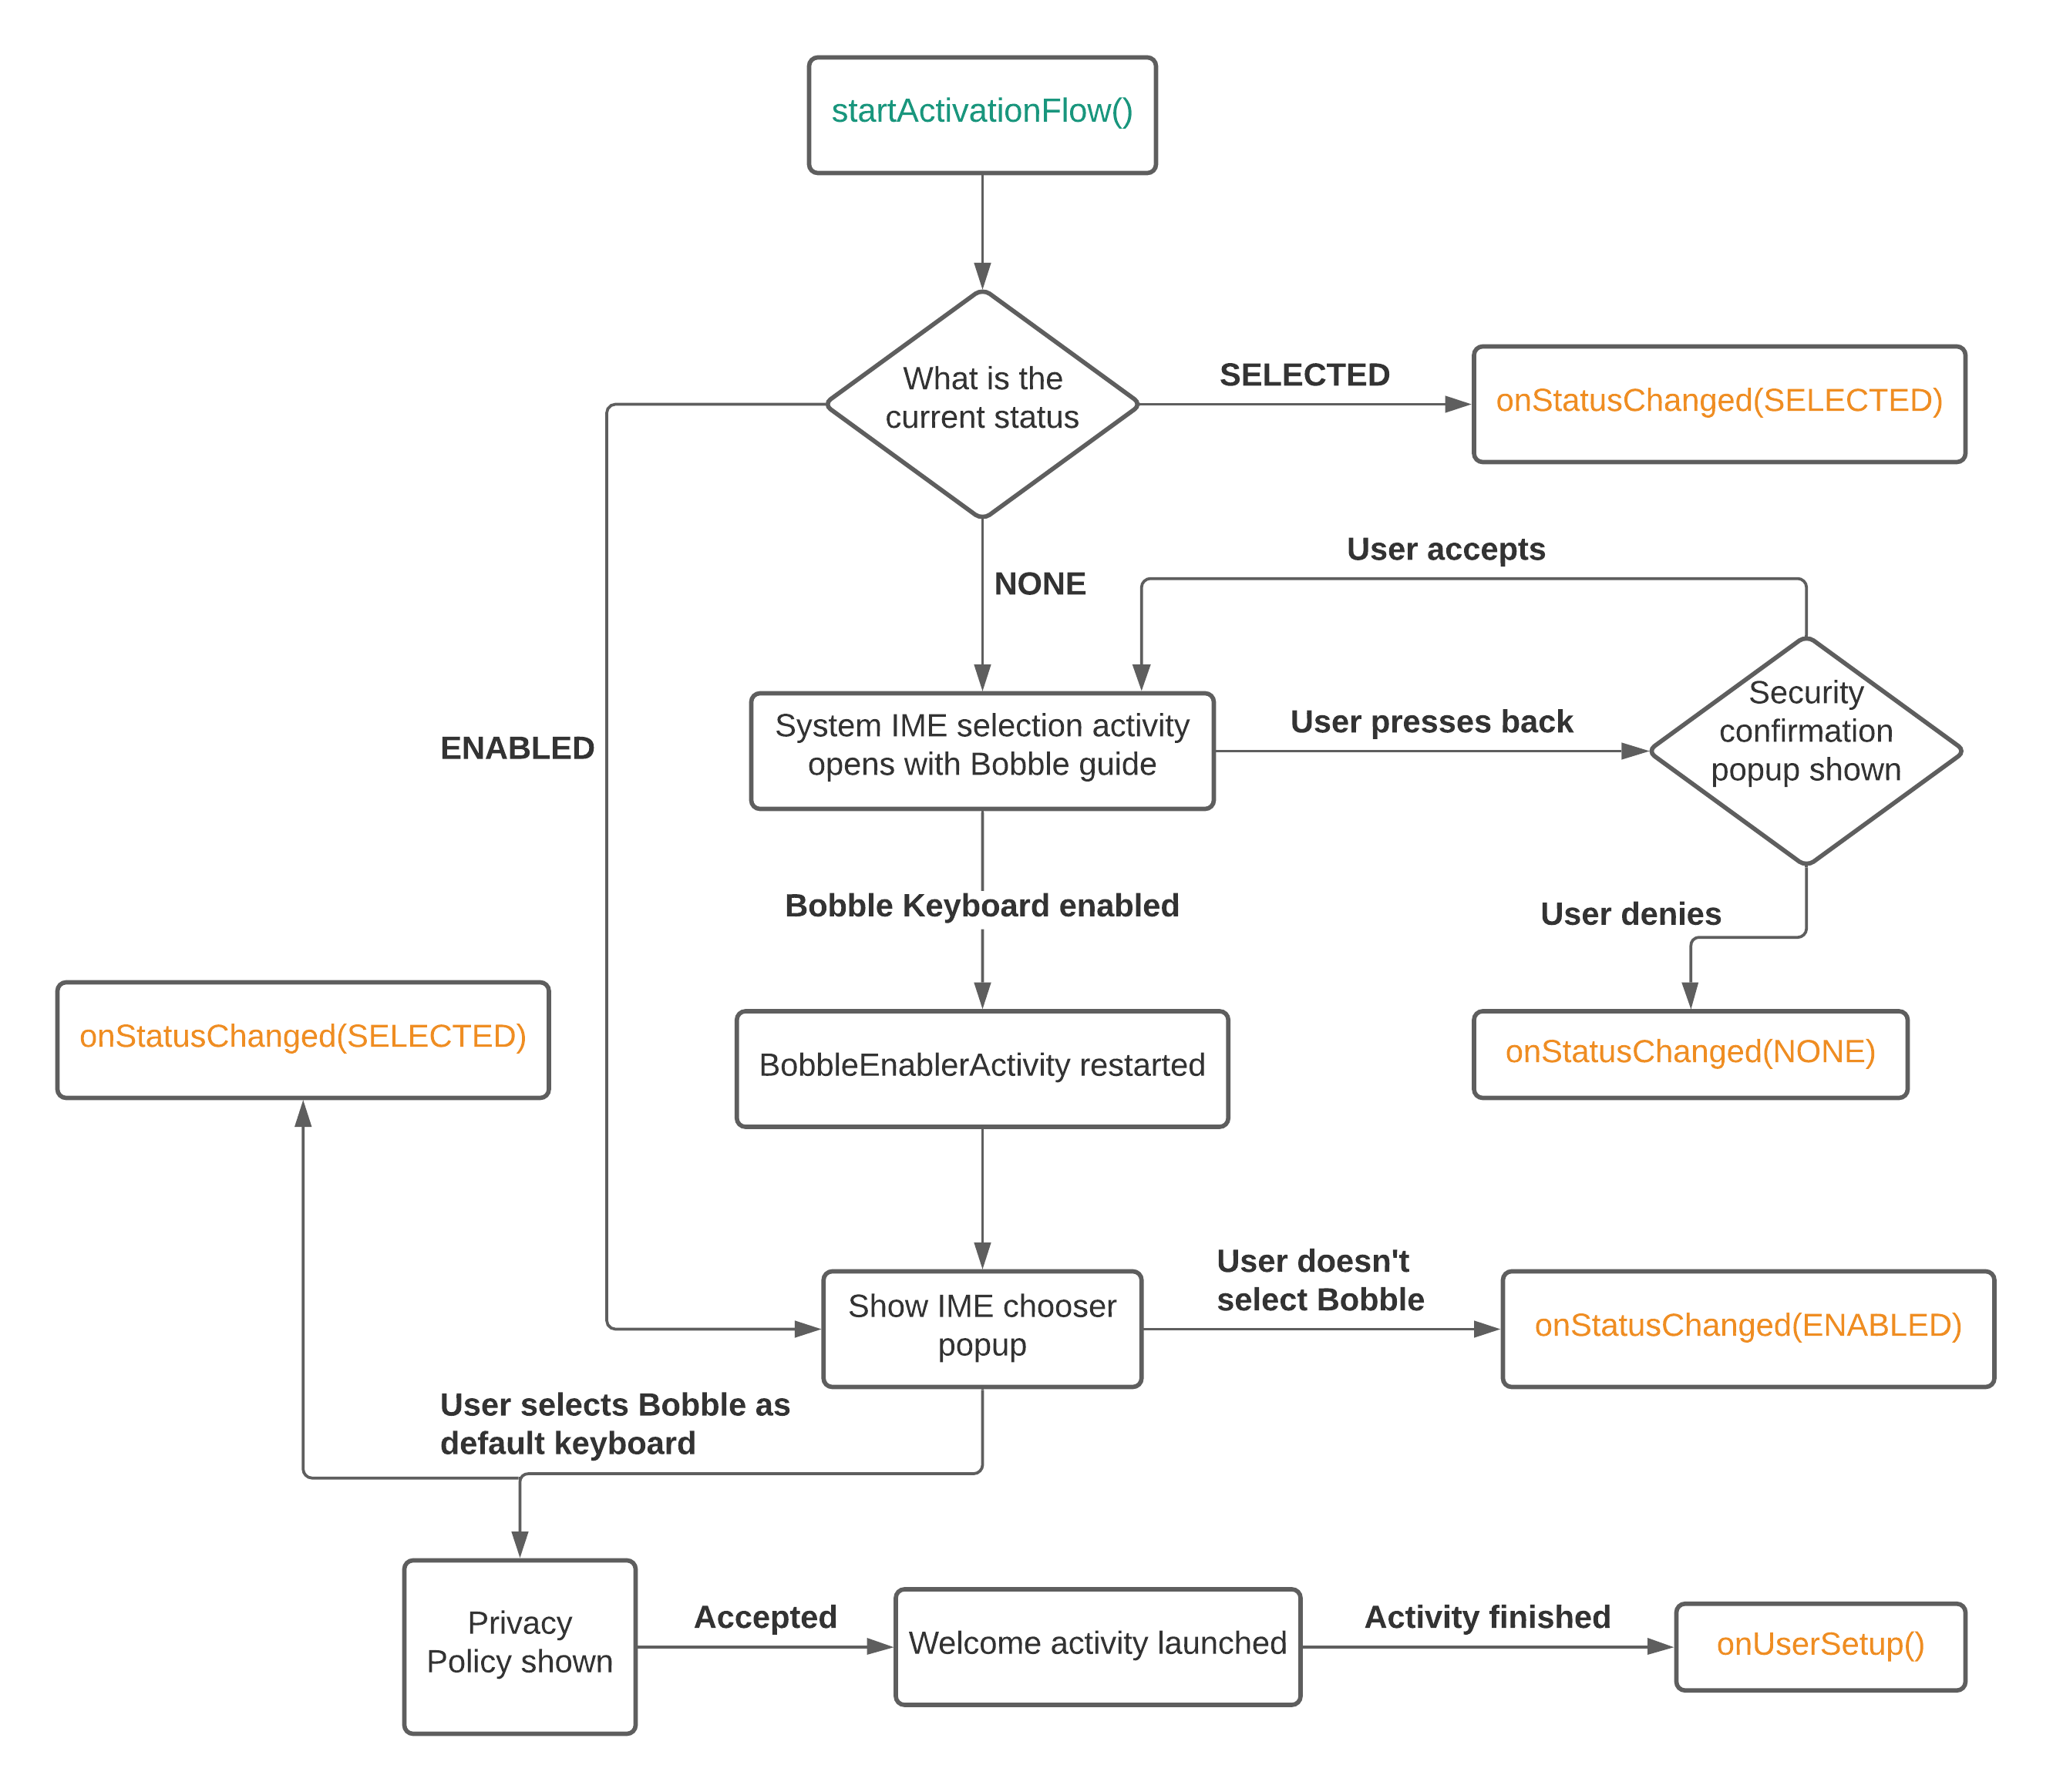 startActivationFlow()
What is the
current status
SELECTED
onStatusChanged(SELECTED)
User accepts
NONE
Security
confirmation
popup shown
System IME selection activity
opens with Bobble guide
User presses back
ENABLED
Bobble Keyboard enabled
User denies
onStatusChanged(SELECTED)
BobbleEnablerActivity restarted
onStatusChanged(NONE)
User doesn't
select Bobble
Show IME chooser
popup
onStatusChanged(ENABLED)
User selects Bobble as
default keyboard
Privacy
Policy shown
Accepted
Welcome activity launched
Activity finished
onUserSetup()